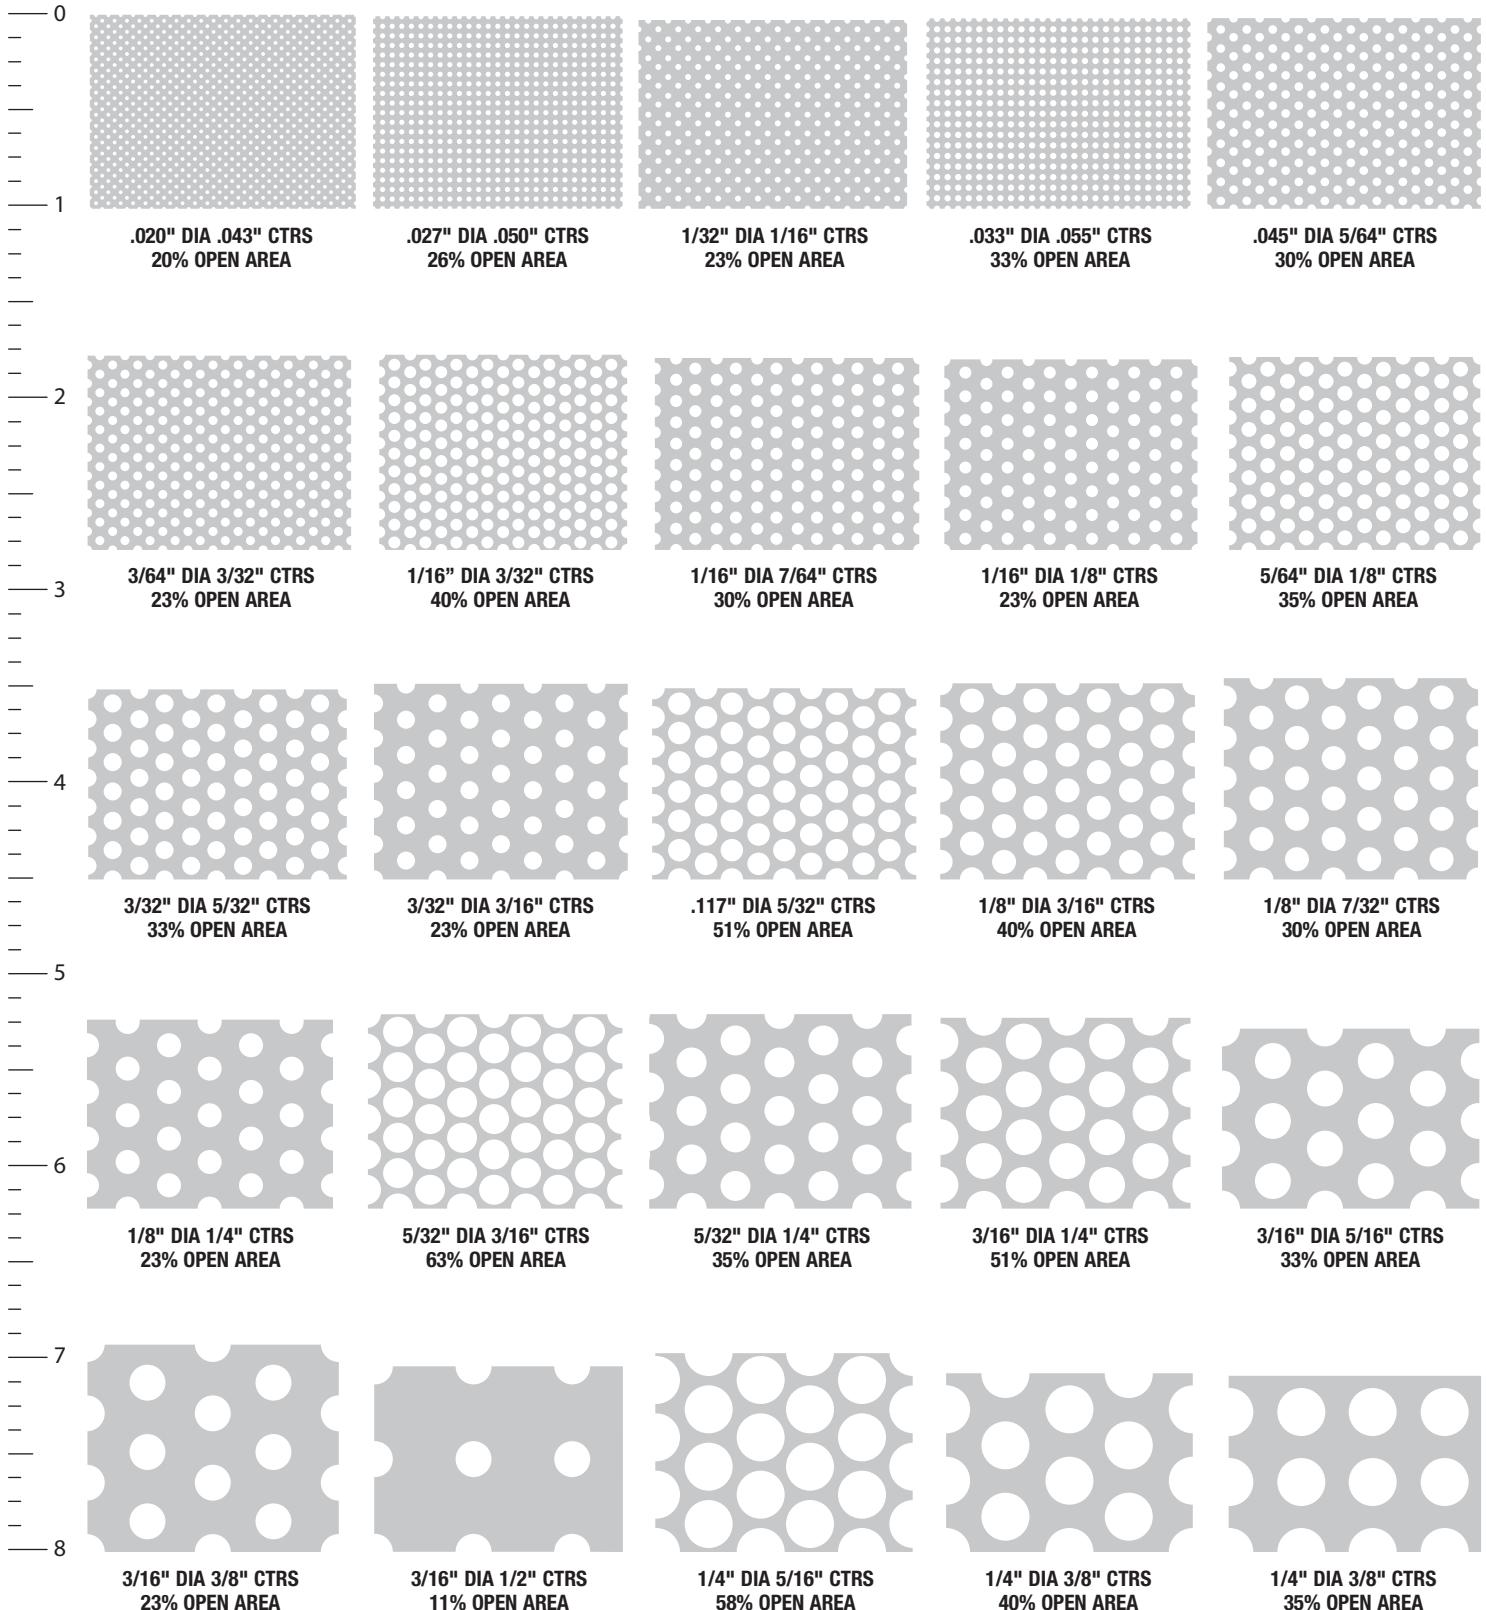 0
.020" DIA .043" CTRS
20% OPEN AREA
.027" DIA .050" CTRS
26% OPEN AREA
1/32" DIA 1/16" CTRS
23% OPEN AREA
.033" DIA .055" CTRS
33% OPEN AREA
.045" DIA 5/64" CTRS
30% OPEN AREA
1
2
3/64" DIA 3/32" CTRS
23% OPEN AREA
1/16” DIA 3/32" CTRS
40% OPEN AREA
1/16" DIA 7/64" CTRS
30% OPEN AREA
1/16" DIA 1/8" CTRS
23% OPEN AREA
5/64" DIA 1/8" CTRS
35% OPEN AREA
3
4
3/32" DIA 5/32" CTRS
33% OPEN AREA
3/32" DIA 3/16" CTRS
23% OPEN AREA
.117" DIA 5/32" CTRS
51% OPEN AREA
1/8" DIA 3/16" CTRS
40% OPEN AREA
1/8" DIA 7/32" CTRS
30% OPEN AREA
5
6
1/8" DIA 1/4" CTRS
23% OPEN AREA
5/32" DIA 3/16" CTRS
63% OPEN AREA
5/32" DIA 1/4" CTRS
35% OPEN AREA
3/16" DIA 1/4" CTRS
51% OPEN AREA
3/16" DIA 5/16" CTRS
33% OPEN AREA
7
8
3/16" DIA 3/8" CTRS
23% OPEN AREA
3/16" DIA 1/2" CTRS
11% OPEN AREA
1/4" DIA 5/16" CTRS
58% OPEN AREA
1/4" DIA 3/8" CTRS
40% OPEN AREA
1/4" DIA 3/8" CTRS
35% OPEN AREA